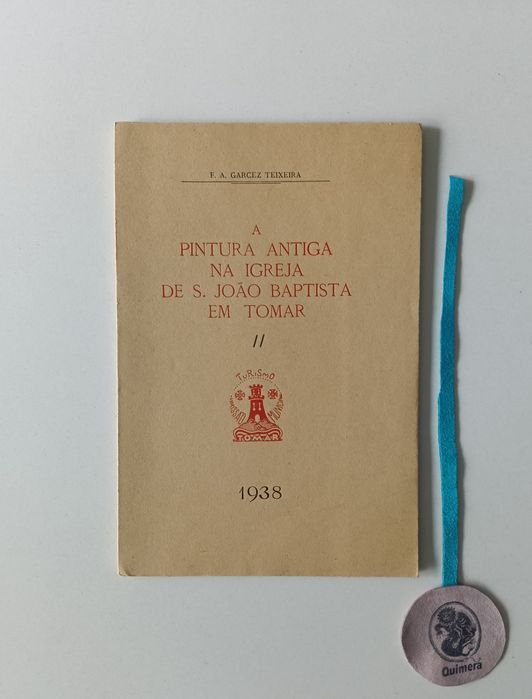 F. A. GARCEZ TEIXEIRA
A
PINTURA ANTIGA
NA IGREJA
DE S. JOÃO BAPTISTA
EM TOMAR
//
TURISMO
TOMAR
1938
Quimera